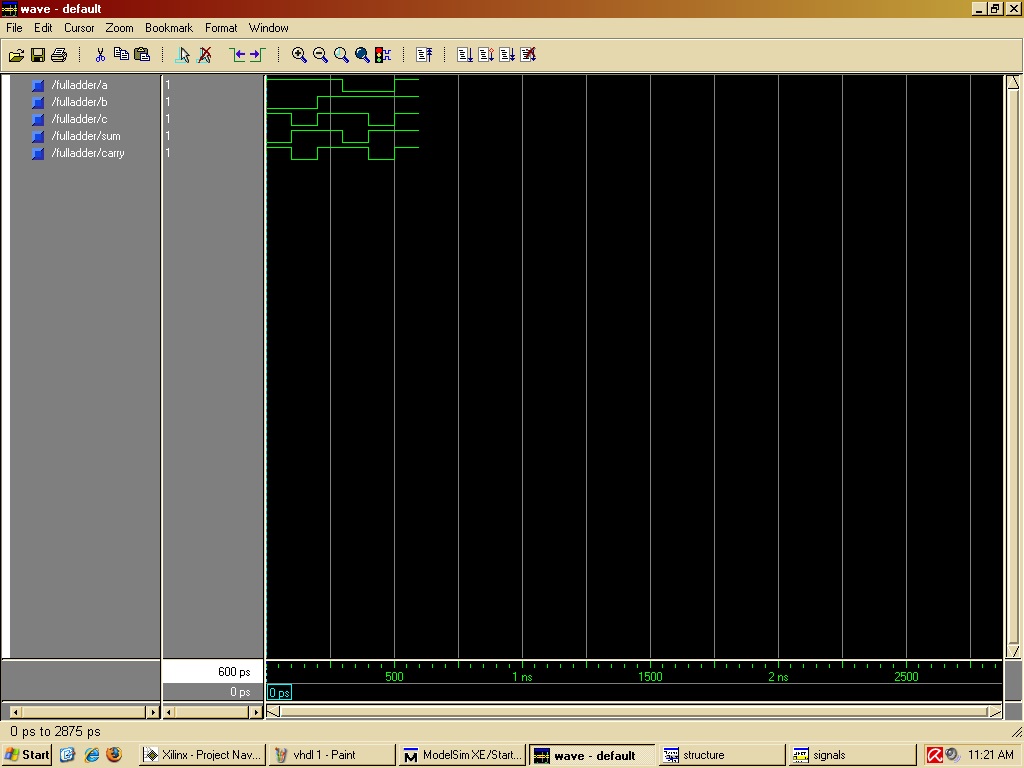 wave - default
File Edit Cursor Zoom Bookmark Format Window
/fulladder/a 1
/fulladder/b 1
/fulladder/c 1
/fulladder/sum 1
/fulladder/carry 1
600 ps 500 1 ns 1500 2 ns 2500
0 ps 0 ps
0 ps to 2875 ps
Start Xilinx - Project Nav... vhdl 1 - Paint ModelSim XE/Start... wave - default structure signals 11:21 AM